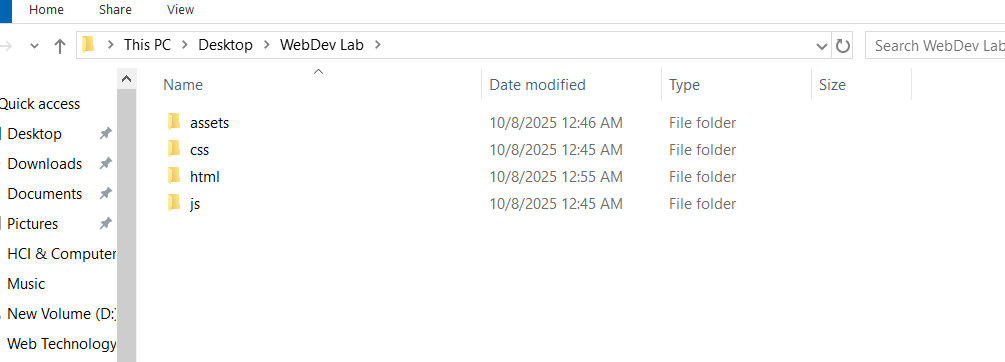 Home Share View
This PC Desktop WebDev Lab
Search WebDev Lab
Name Date modified Type Size
Quick access
Desktop
Downloads
Documents
Pictures
HCI & Computer
Music
New Volume (D:)
Web Technology
assets 10/8/2025 12:46 AM File folder
css 10/8/2025 12:45 AM File folder
html 10/8/2025 12:55 AM File folder
js 10/8/2025 12:45 AM File folder